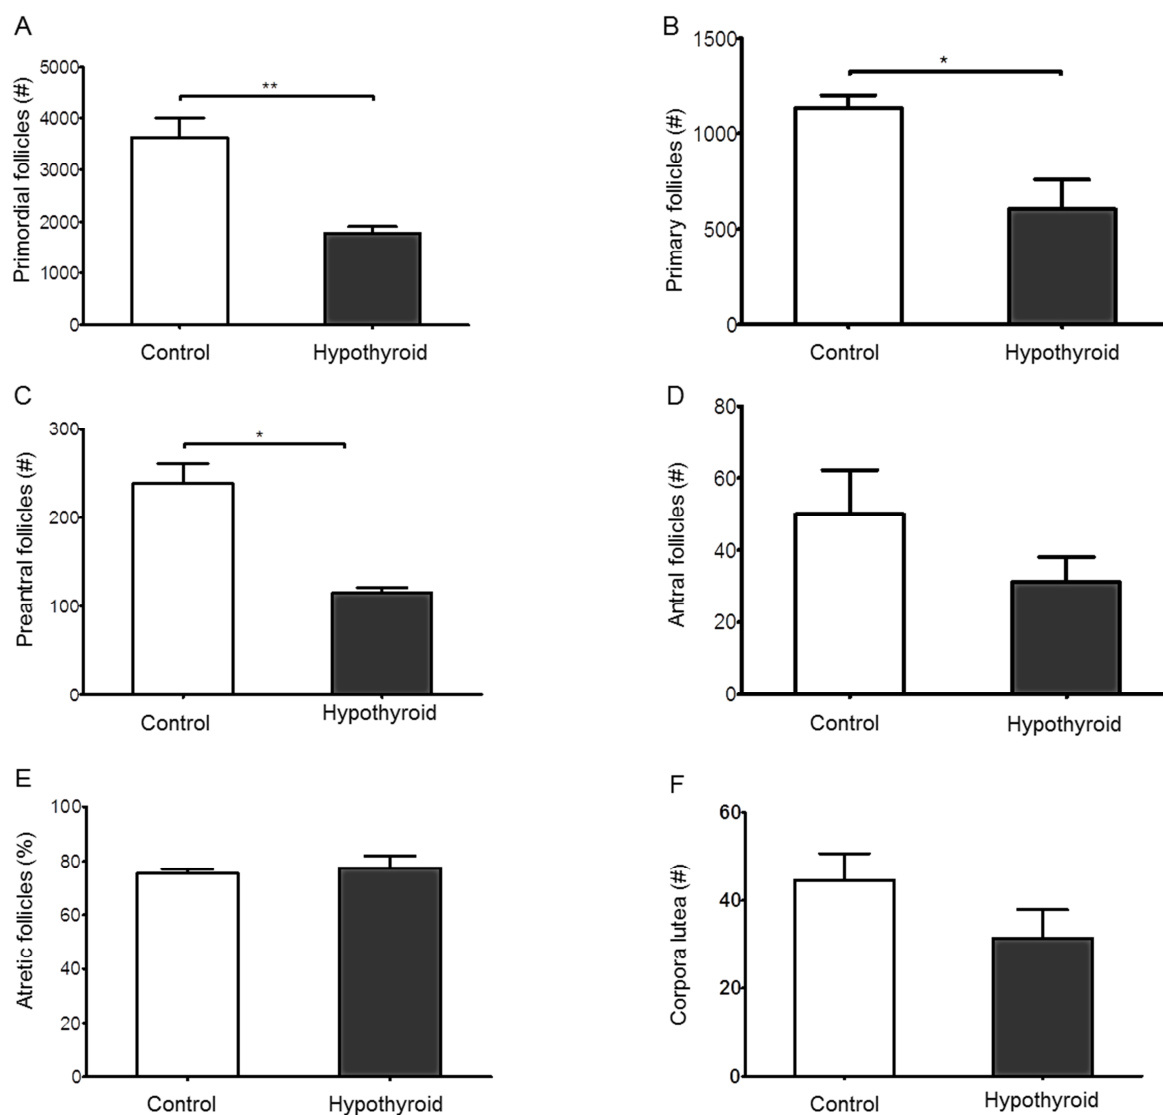 A
Primordial follicles (#)
5000
4000
3000
2000
1000
0
**
Control Hypothyroid
B
Primary follicles (#)
1500
1000
500
0
*
Control Hypothyroid
C
Preantral follicles (#)
300
200
100
0
*
Control Hypothyroid
D
Antral follicles (#)
80
60
40
20
0
Control Hypothyroid
E
Atretic follicles (%)
100
80
60
40
20
0
Control Hypothyroid
F
Corpora lutea (#)
60
40
20
0
Control Hypothyroid